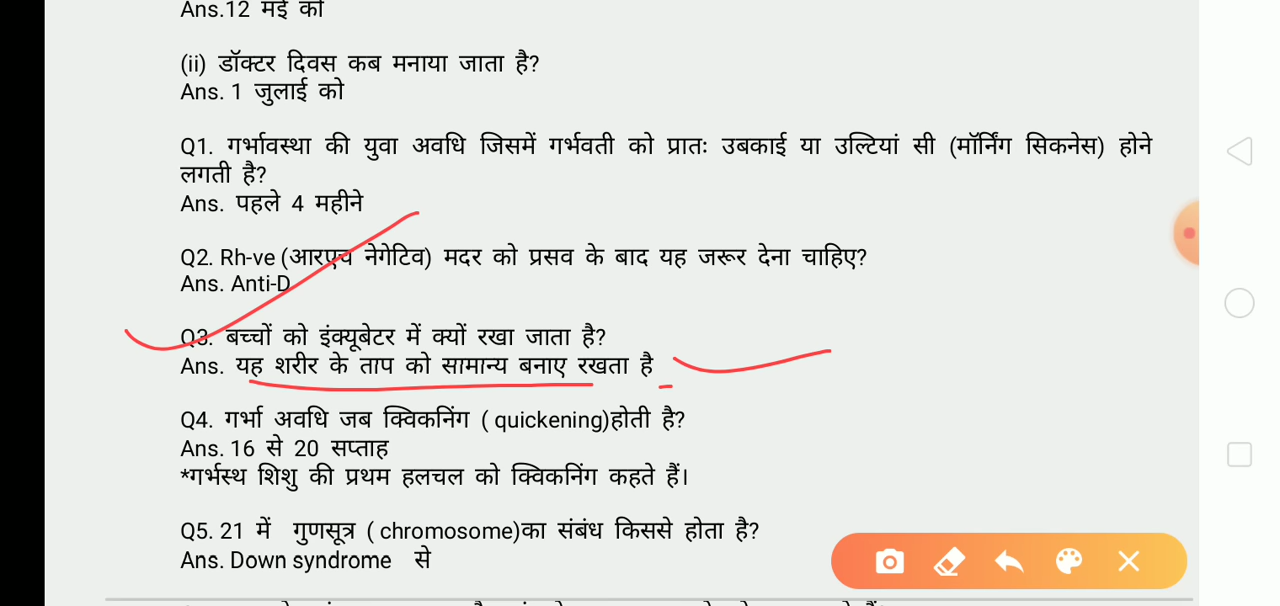 Ans.12 मई को
(ii) डॉक्टर दिवस कब मनाया जाता है?
Ans. 1 जुलाई को
Q1. गर्भावस्था की युवा अवधि जिसमें गर्भवती को प्रातः उबकाई या उल्टियां सी (मॉर्निंग सिकनेस) होने
लगती है?
Ans. पहले 4 महीने
Q2. Rh-ve (आरएच नेगेटिव) मदर को प्रसव के बाद यह जरूर देना चाहिए?
Ans. Anti-D
Q3. बच्चों को इंक्यूबेटर में क्यों रखा जाता है?
Ans. यह शरीर के ताप को सामान्य बनाए रखता है
Q4. गर्भा अवधि जब क्विकनिंग ( quickening)होती है?
Ans. 16 से 20 सप्ताह
*गर्भस्थ शिशु की प्रथम हलचल को क्विकनिंग कहते हैं।
Q5. 21 में गुणसूत्र ( chromosome)का संबंध किससे होता है?
Ans. Down syndrome से